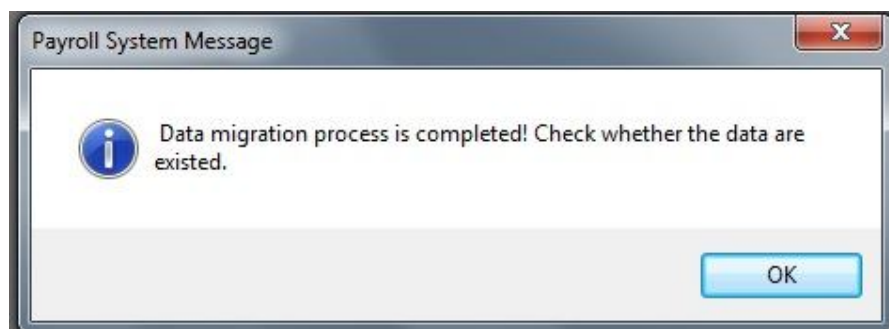 Payroll System Message
Data migration process is completed! Check whether the data are
existed.
OK